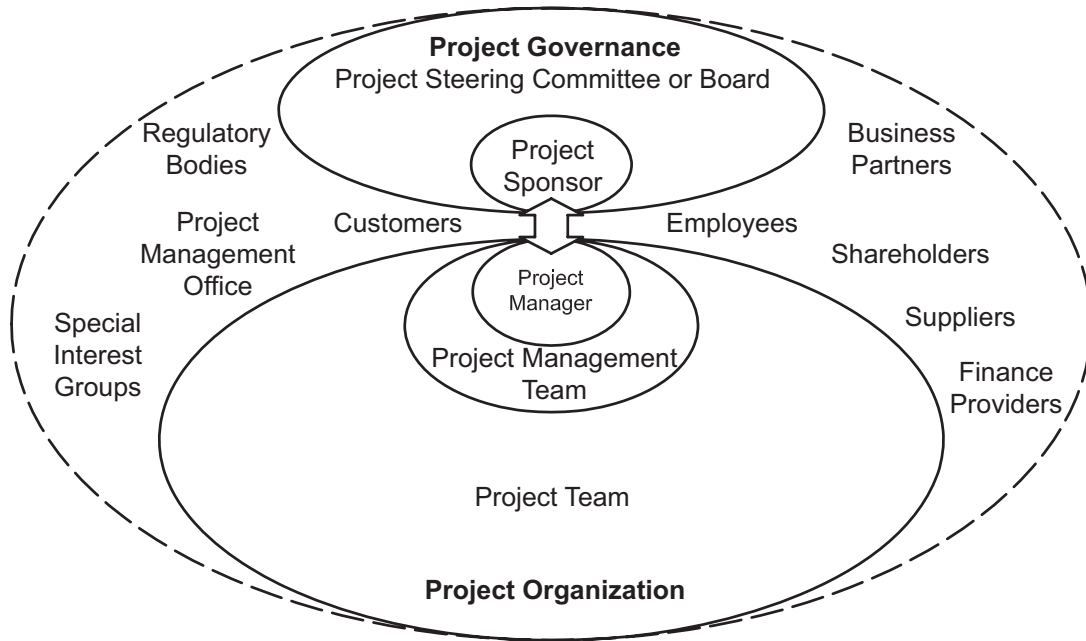 Project Governance
Project Steering Committee or Board
Regulatory
Bodies
Business
Partners
Project
Sponsor
Customers
Employees
Project
Management
Office
Shareholders
Project
Manager
Special
Interest
Groups
Suppliers
Project Management
Team
Finance
Providers
Project Team
Project Organization